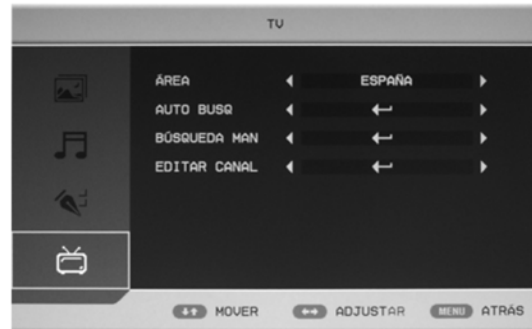 TV
ÁREA ESPAÑA
AUTO BUSQ
BÚSQUEDA MAN
EDITAR CANAL
MOVER ADJUSTAR MENU ATRÁS